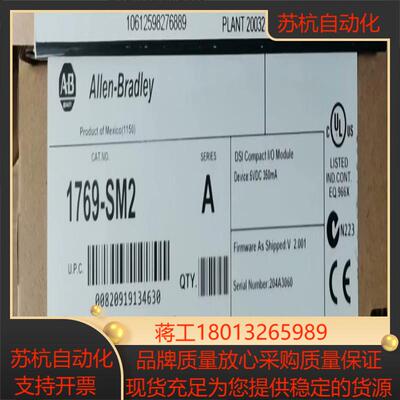 10612598276889
PLANT 20032
苏杭自动化
AB
Allen-Bradley
Product of Mexico(1150)
CAT.NO.
SERIES
1769-SM2
A
DSI Compact I/O Module
Device: 6VDC 350mA
UL
LISTED
IND.CONT.
EQ.966X
N223
Firmware As Shipped: V 2.001
Serial Number: 204A3060
U.P.C.
QTY.
00820919134630
蒋工18013265989
苏杭自动化
支持开票
品牌质量放心采购质量保证
现货充足为您提供稳定的货源